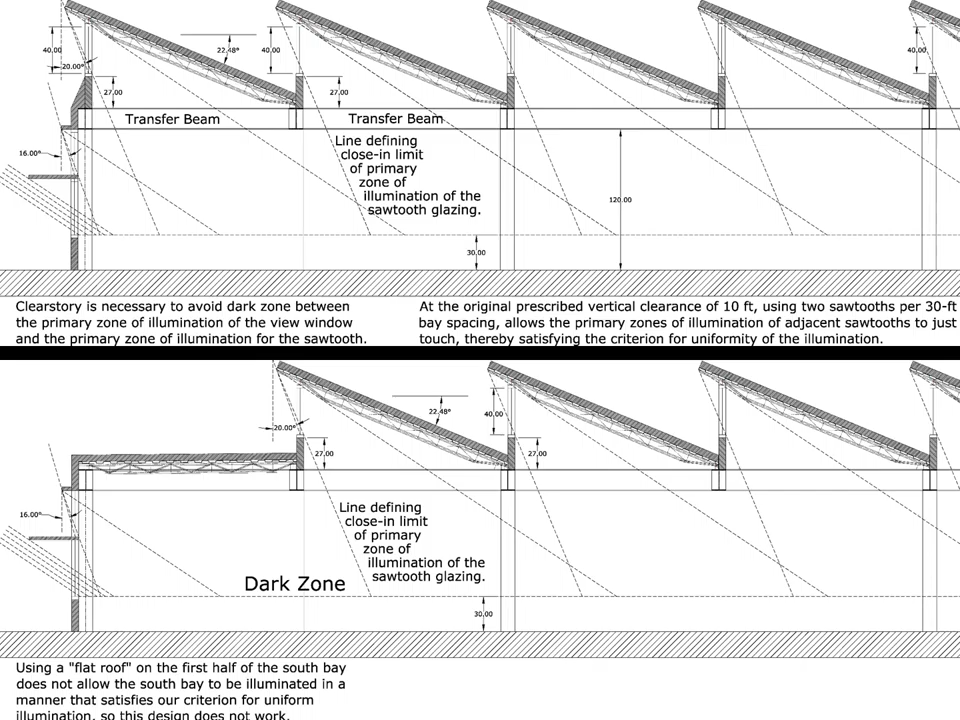 40.00
22.48°
40.00
40.00
20.00°
27.00
27.00
Transfer Beam
Transfer Beam
Line defining
close-in limit
of primary
zone of
illumination of the
sawtooth glazing.
16.00°
120.00
30.00
Clearstory is necessary to avoid dark zone between
the primary zone of illumination of the view window
and the primary zone of illumination for the sawtooth.
At the original prescribed vertical clearance of 10 ft, using two sawtooths per 30-ft
bay spacing, allows the primary zones of illumination of adjacent sawtooths to just
touch, thereby satisfying the criterion for uniformity of the illumination.
22.48°
40.00
20.00°
27.00
27.00
16.00°
Line defining
close-in limit
of primary
zone of
illumination of the
sawtooth glazing.
Dark Zone
30.00
Using a "flat roof" on the first half of the south bay
does not allow the south bay to be illuminated in a
manner that satisfies our criterion for uniform
illumination, so this design does not work.